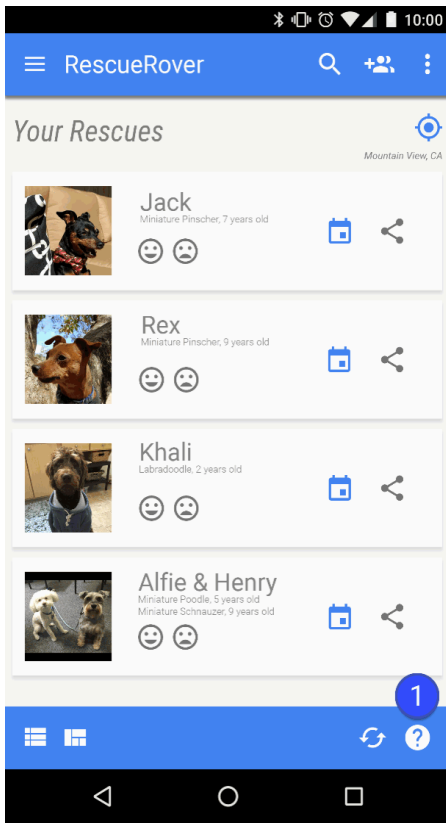 10:00
RescueRover
Your Rescues
Mountain View, CA
Jack
Miniature Pinscher, 7 years old
Rex
Miniature Pinscher, 9 years old
Khali
Labradoodle, 2 years old
Alfie & Henry
Miniature Poodle, 5 years old
Miniature Schnauzer, 9 years old
1
?